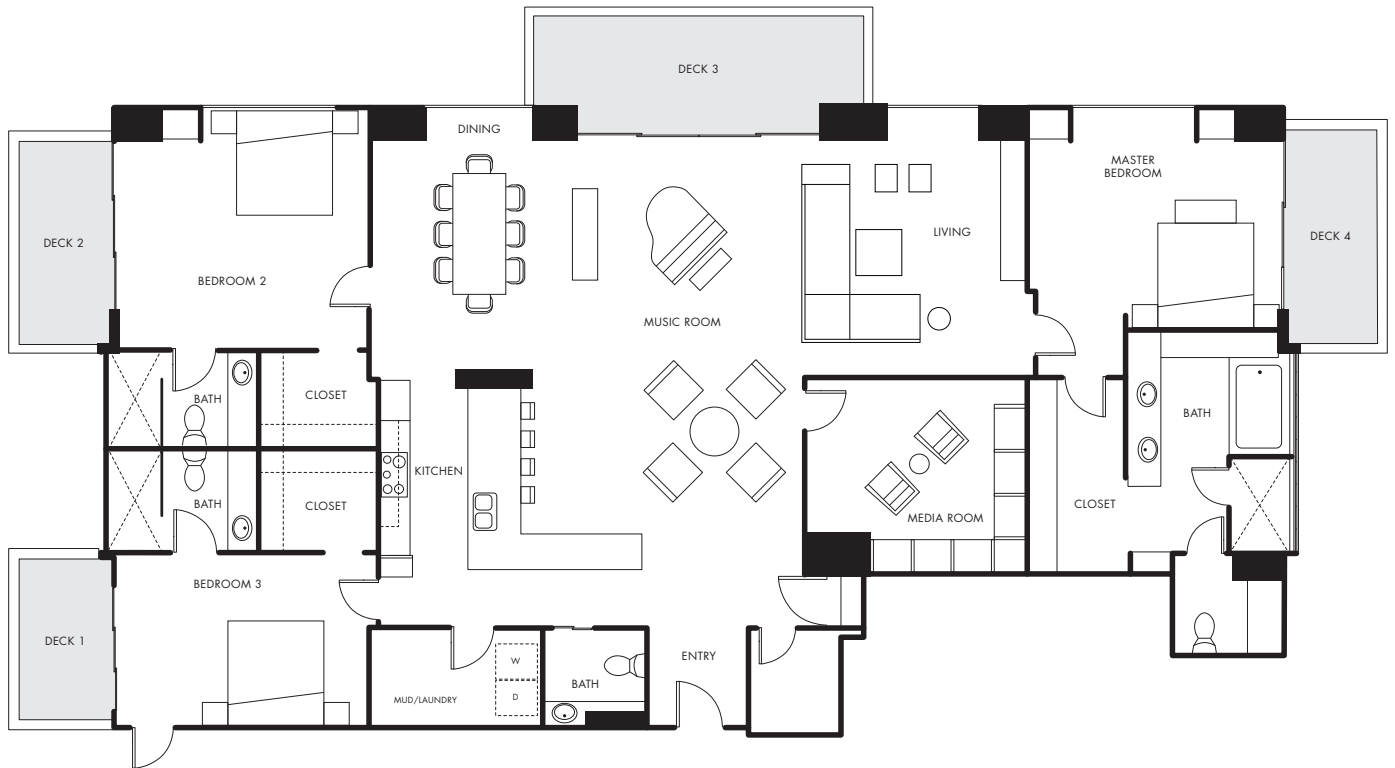 DECK 3
DINING
MASTER
BEDROOM
DECK 2
LIVING
DECK 4
BEDROOM 2
MUSIC ROOM
BATH
CLOSET
BATH
KITCHEN
BATH
CLOSET
CLOSET
MEDIA ROOM
BEDROOM 3
DECK 1
ENTRY
W
MUD/LAUNDRY
D
BATH